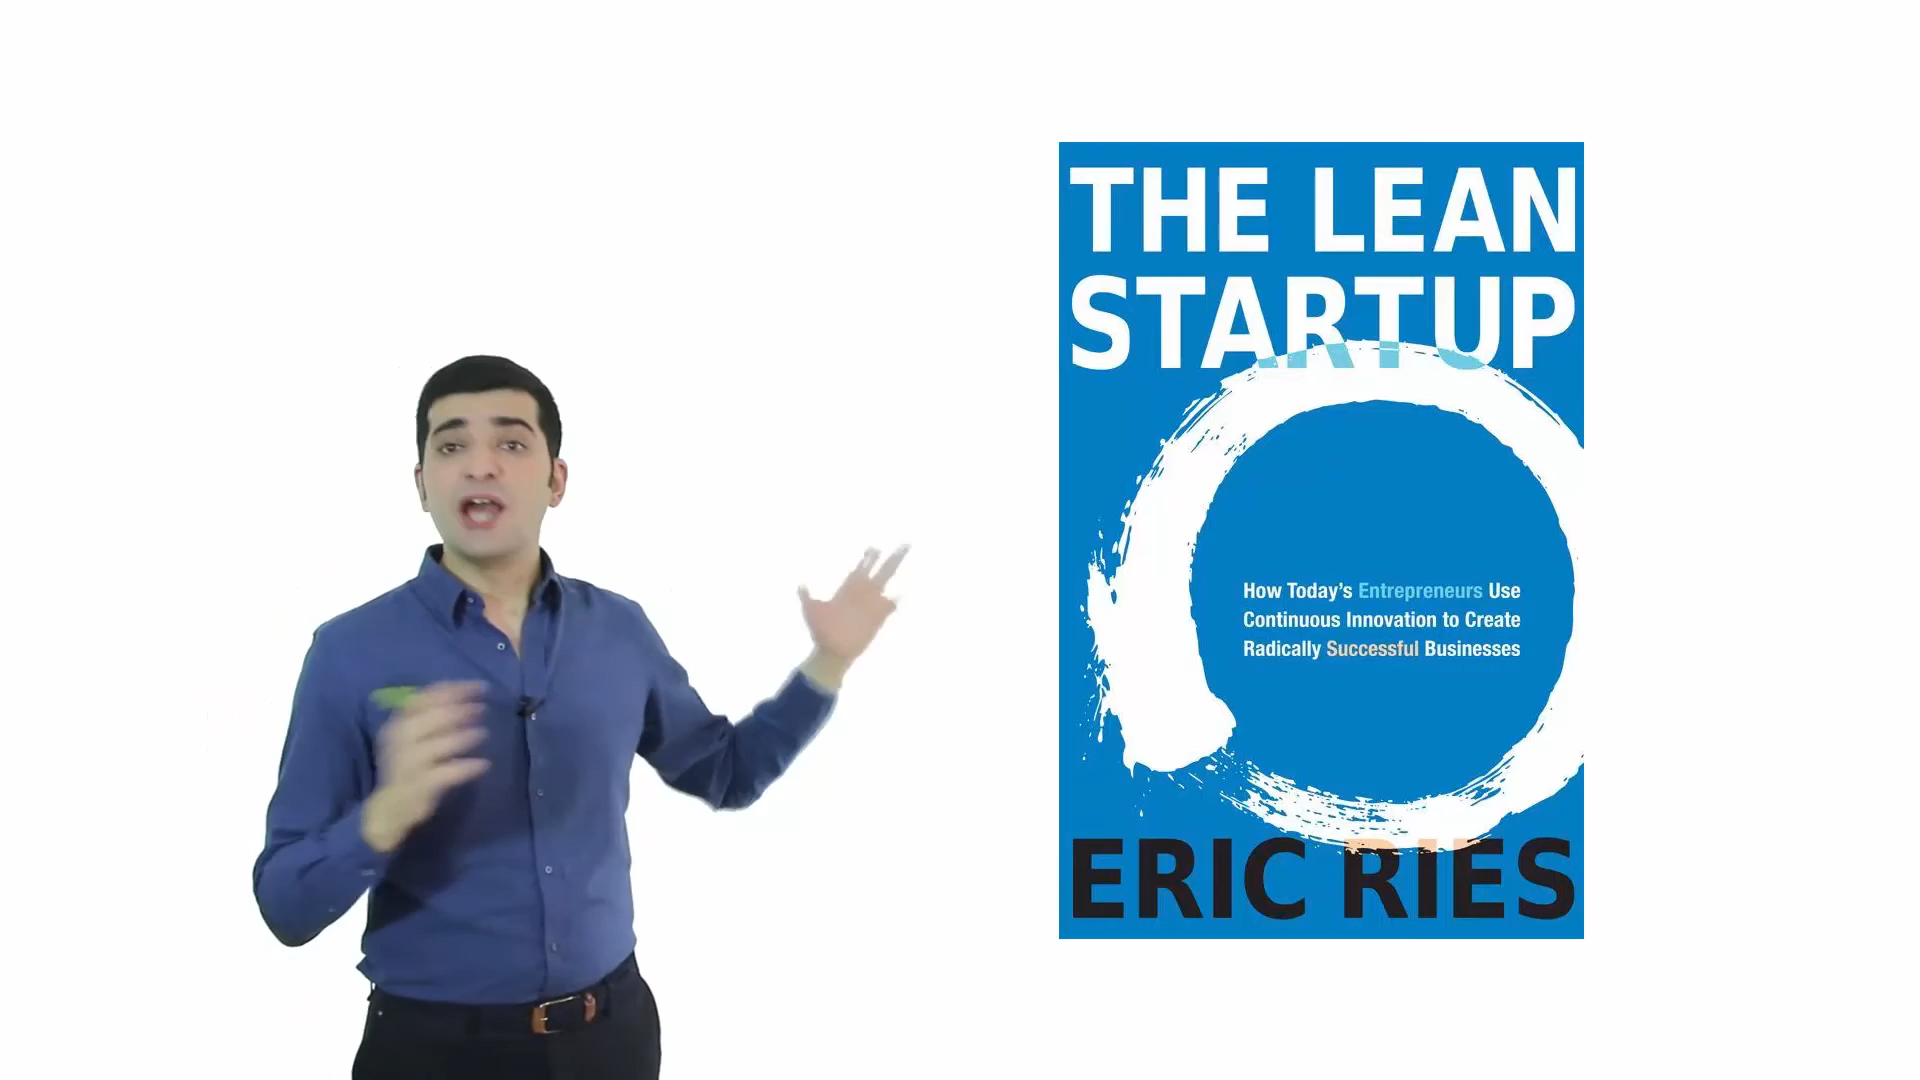 THE LEAN
STARTUP
How Today's Entrepreneurs Use
Continuous Innovation to Create
Radically Successful Businesses
ERIC RIES